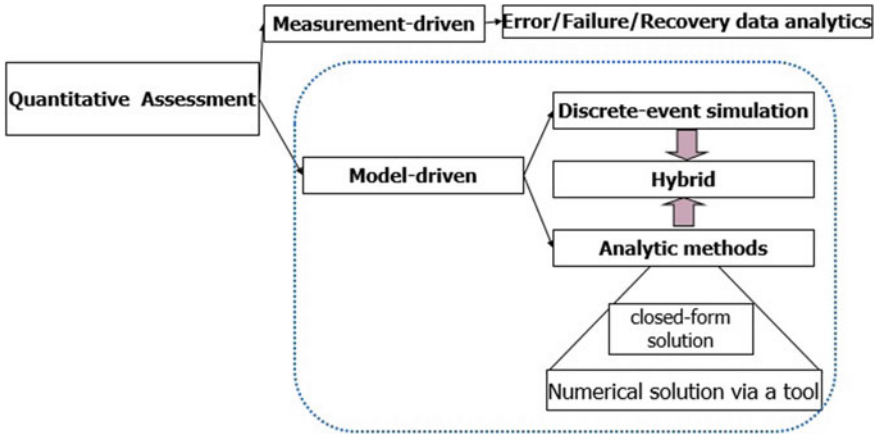 Measurement-driven
Error/Failure/Recovery data analytics
Quantitative Assessment
Discrete-event simulation
Model-driven
Hybrid
Analytic methods
closed-form
solution
Numerical solution via a tool